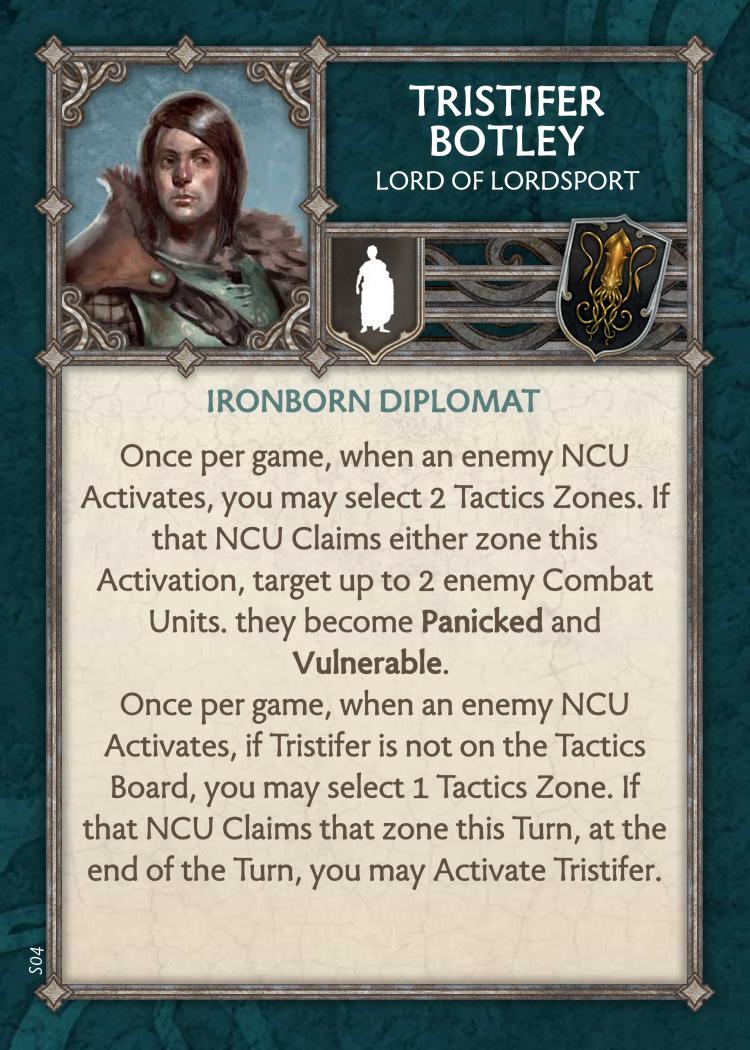 TRISTIFER
BOTLEY
LORD OF LORDSPORT
IRONBORN DIPLOMAT
Once per game, when an enemy NCU
Activates, you may select 2 Tactics Zones. If
that NCU Claims either zone this
Activation, target up to 2 enemy Combat
Units. they become Panicked and
Vulnerable.
Once per game, when an enemy NCU
Activates, if Tristifer is not on the Tactics
Board, you may select 1 Tactics Zone. If
that NCU Claims that zone this Turn, at the
end of the Turn, you may Activate Tristifer.
S04